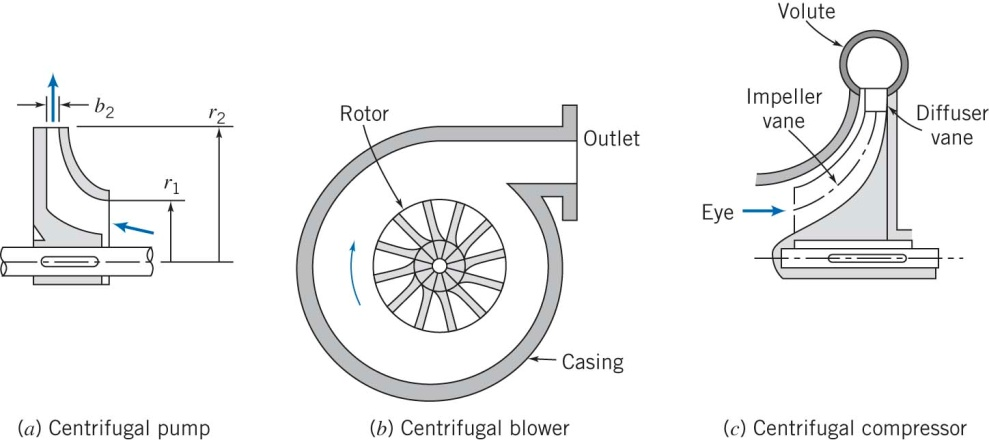 b2
r2
r1
(a) Centrifugal pump
Rotor
Outlet
Casing
(b) Centrifugal blower
Volute
Impeller
vane
Diffuser
vane
Eye
(c) Centrifugal compressor